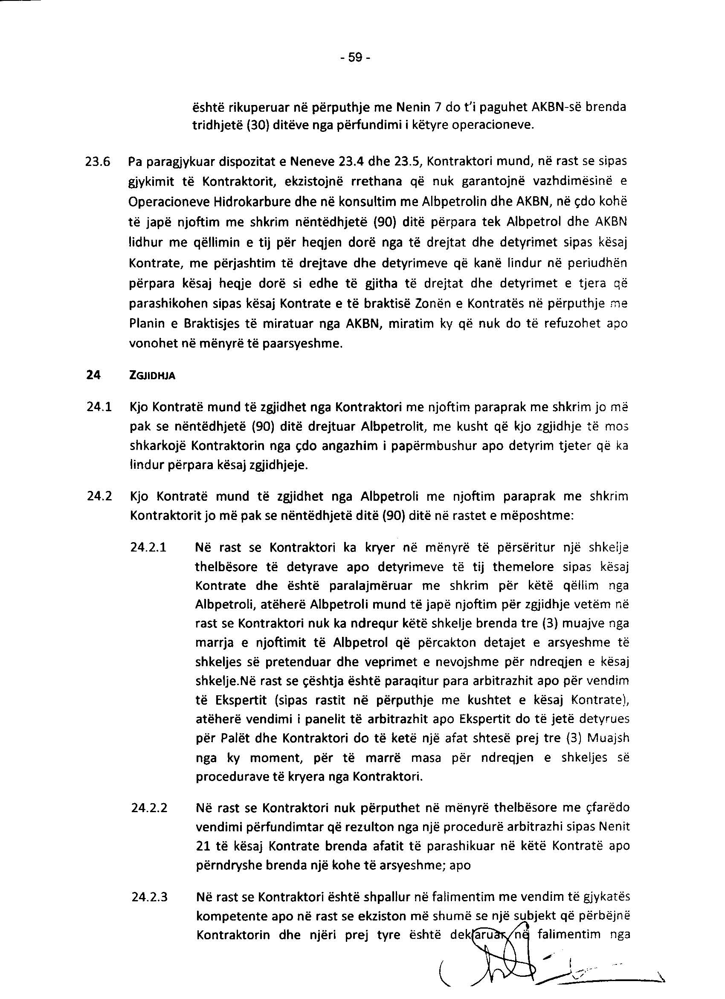 - 59 -
është rikuperuar në përputhje me Nenin 7 do t'i paguhet AKBN-së brenda
tridhjetë (30) ditëve nga përfundimi i këtyre operacioneve.
23.6 Pa paragjykuar dispozitat e Neneve 23.4 dhe 23.5, Kontraktori mund, në rast se sipas
gjykimit të Kontraktorit, ekzistojnë rrethana që nuk garantojnë vazhdimësinë e
Operacioneve Hidrokarbure dhe në konsultim me Albpetrolin dhe AKBN, në çdo kohë
të japë njoftim me shkrim nëntëdhjetë (90) ditë përpara tek Albpetrol dhe AKBN
lidhur me qëllimin e tij për heqjen dorë nga të drejtat dhe detyrimet sipas kësaj
Kontrate, me përjashtim të drejtave dhe detyrimeve që kanë lindur në periudhën
përpara kësaj heqje dorë si edhe të gjitha të drejtat dhe detyrimet e tjera që
parashikohen sipas kësaj Kontrate e të braktisë Zonën e Kontratës në përputhje me
Planin e Braktisjes të miratuar nga AKBN, miratim ky që nuk do të refuzohet apo
vonohet në mënyrë të paarsyeshme.
24 ZGJIDHJA
24.1 Kjo Kontratë mund të zgjidhet nga Kontraktori me njoftim paraprak me shkrim jo më
pak se nëntëdhjetë (90) ditë drejtuar Albpetrolit, me kusht që kjo zgjidhje të mos
shkarkojë Kontraktorin nga çdo angazhim i papërmbushur apo detyrim tjeter që ka
lindur përpara kësaj zgjidhjeje.
24.2 Kjo Kontratë mund të zgjidhet nga Albpetroli me njoftim paraprak me shkrim
Kontraktorit jo më pak se nëntëdhjetë ditë (90) ditë në rastet e mëposhtme:
24.2.1 Në rast se Kontraktori ka kryer në mënyrë të përsëritur një shkelje
thelbësore të detyrave apo detyrimeve të tij themelore sipas kësaj
Kontrate dhe është paralajmëruar me shkrim për këtë qëllim nga
Albpetroli, atëherë Albpetroli mund të japë njoftim për zgjidhje vetëm në
rast se Kontraktori nuk ka ndrequr këtë shkelje brenda tre (3) muajve nga
marrja e njoftimit të Albpetrol që përcakton detajet e arsyeshme të
shkeljes së pretenduar dhe veprimet e nevojshme për ndreqjen e kësaj
shkelje.Në rast se çështja është paraqitur para arbitrazhit apo për vendim
të Ekspertit (sipas rastit në përputhje me kushtet e kësaj Kontrate),
atëherë vendimi i panelit të arbitrazhit apo Ekspertit do të jetë detyrues
për Palët dhe Kontraktori do të ketë një afat shtesë prej tre (3) Muajsh
nga ky moment, për të marrë masa për ndreqjen e shkeljes së
procedurave të kryera nga Kontraktori.
24.2.2 Në rast se Kontraktori nuk përputhet në mënyrë thelbësore me çfarëdo
vendimi përfundimtar që rezulton nga një procedurë arbitrazhi sipas Nenit
21 të kësaj Kontrate brenda afatit të parashikuar në këtë Kontratë apo
përndryshe brenda një kohe të arsyeshme; apo
24.2.3 Në rast se Kontraktori është shpallur në falimentim me vendim të gjykatës
kompetente apo në rast se ekziston më shumë se një subjekt që përbëjnë
Kontraktorin dhe njëri prej tyre është deklaruar në falimentim nga